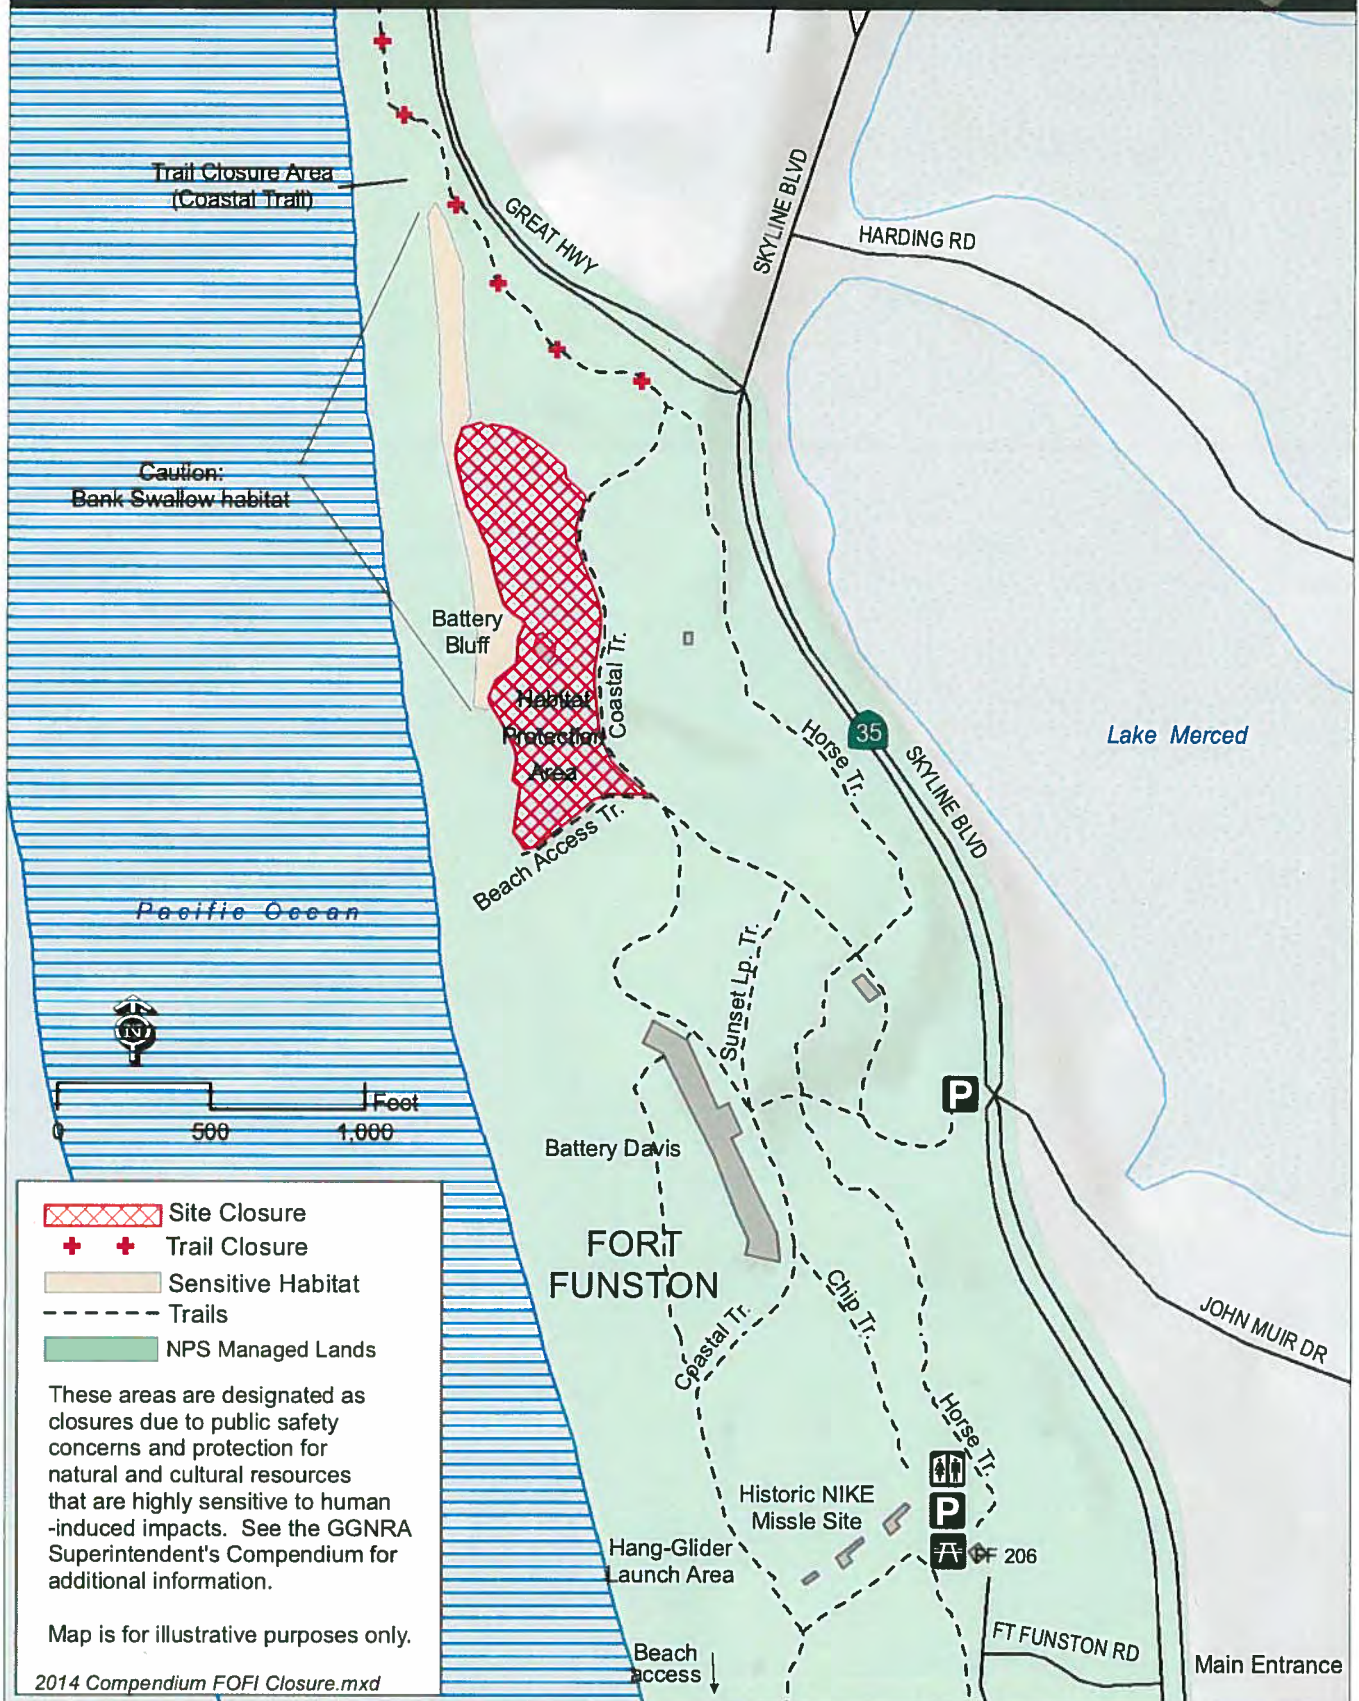 Trail Closure Area
(Coastal Trail)
GREAT HWY
SKYLINE BLVD
HARDING RD
Caution:
Bank Swallow habitat
Battery
Bluff
Coastal Tr.
Habitat
Protection
Area
Horse Tr.
35
SKYLINE BLVD
Lake Merced
Beach Access Tr.
Pacific Ocean
Sunset Lp. Tr.
N
Feet
0 500 1,000
P
Battery Davis
FORT
FUNSTON
Coastal Tr.
Chip Tr.
JOHN MUIR DR
Horse Tr.
Site Closure
Trail Closure
Sensitive Habitat
Trails
NPS Managed Lands
These areas are designated as
closures due to public safety
concerns and protection for
natural and cultural resources
that are highly sensitive to human
-induced impacts. See the GGNRA
Superintendent's Compendium for
additional information.
Map is for illustrative purposes only.
2014 Compendium FOFI Closure.mxd
Historic NIKE
Missle Site
P
Hang-Glider
Launch Area
206
Beach
access
FT FUNSTON RD
Main Entrance